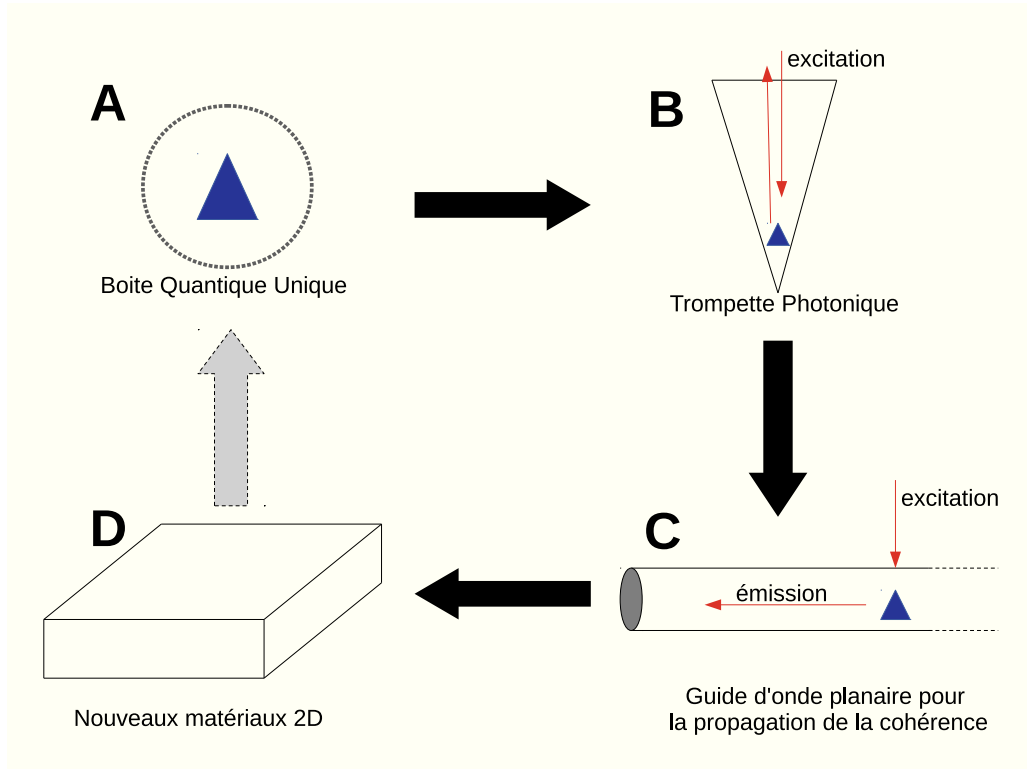 A
Boite Quantique Unique
B
excitation
Trompette Photonique
C
excitation
émission
Guide d'onde planaire pour
la propagation de la cohérence
D
Nouveaux matériaux 2D